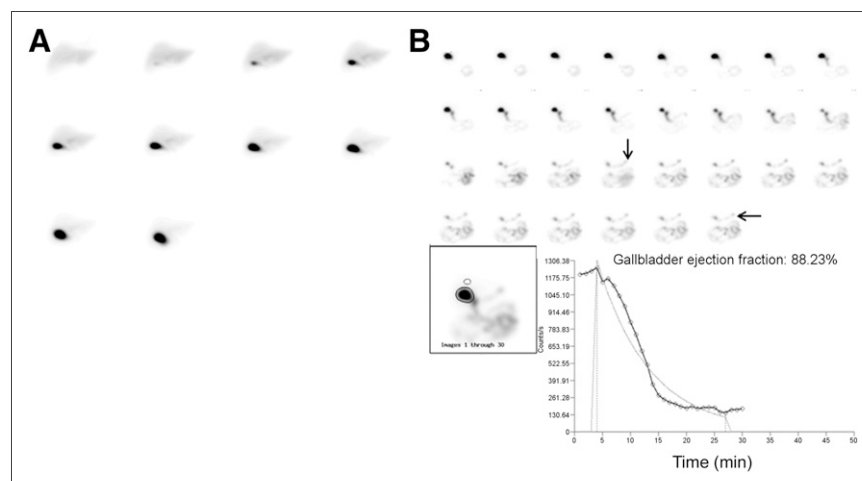 A
B
Images 1 through 30
Gallbladder ejection fraction: 88.23%
Counts/s
1306.38
1175.75
1045.10
914.46
783.83
653.19
522.55
391.91
261.28
130.64
0
0 5 10 15 20 25 30 35 40 45 50
Time (min)